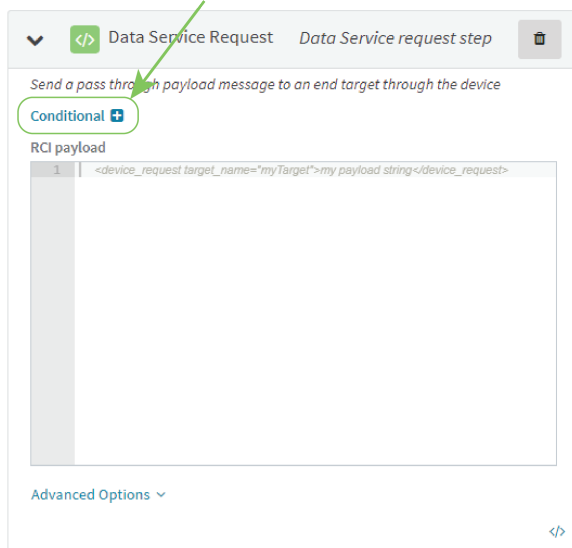 </> Data Service Request Data Service request step
Send a pass through payload message to an end target through the device
Conditional
RCI payload
1 <device_request target_name="myTarget">my payload string</device_request>
Advanced Options
</>